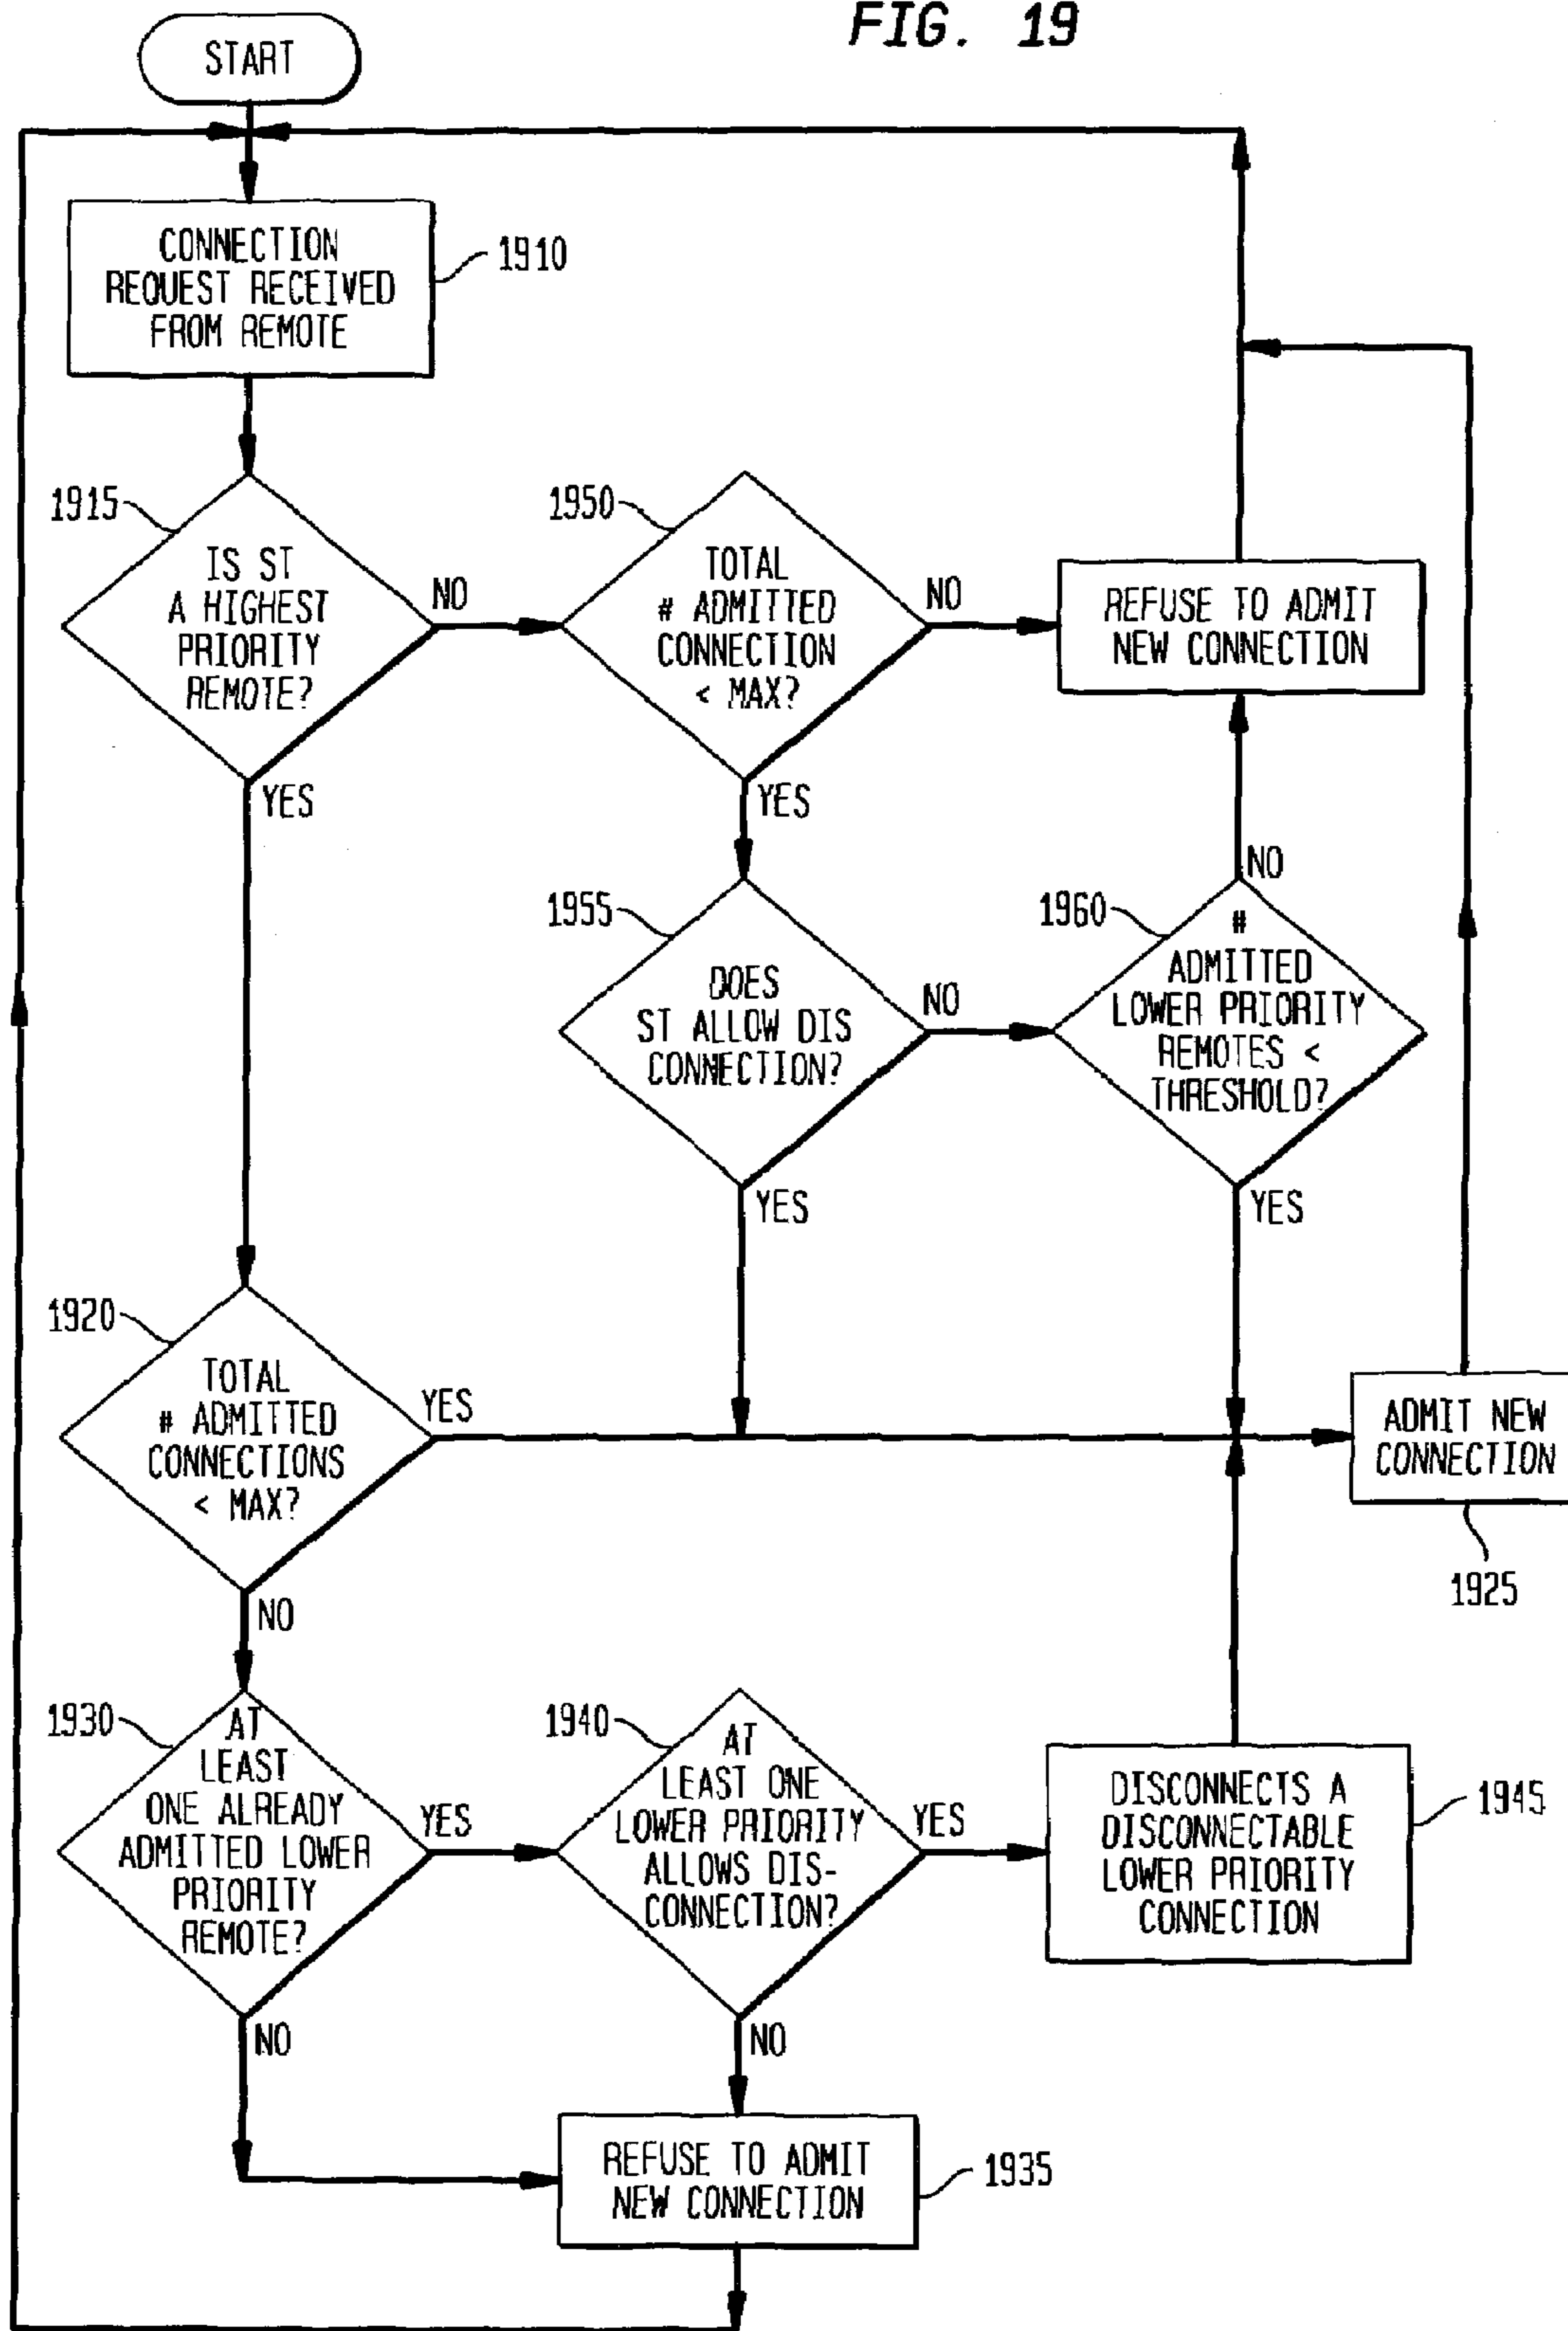 FIG. 19
START
CONNECTION
REQUEST RECEIVED
FROM REMOTE
1910
1915
IS ST
A HIGHEST
PRIORITY
REMOTE?
NO
YES
1950
TOTAL
# ADMITTED
CONNECTION
< MAX?
NO
YES
REFUSE TO ADMIT
NEW CONNECTION
1955
DOES
ST ALLOW DIS
CONNECTION?
NO
YES
1960
NO
#
ADMITTED
LOWER PRIORITY
REMOTES <
THRESHOLD?
YES
1920
TOTAL
# ADMITTED
CONNECTIONS
< MAX?
YES
NO
ADMIT NEW
CONNECTION
1925
1930
AT
LEAST
ONE ALREADY
ADMITTED LOWER
PRIORITY
REMOTE?
YES
NO
1940
AT
LEAST ONE
LOWER PRIORITY
ALLOWS DIS-
CONNECTION?
YES
NO
DISCONNECTS A
DISCONNECTABLE
LOWER PRIORITY
CONNECTION
1945
REFUSE TO ADMIT
NEW CONNECTION
1935